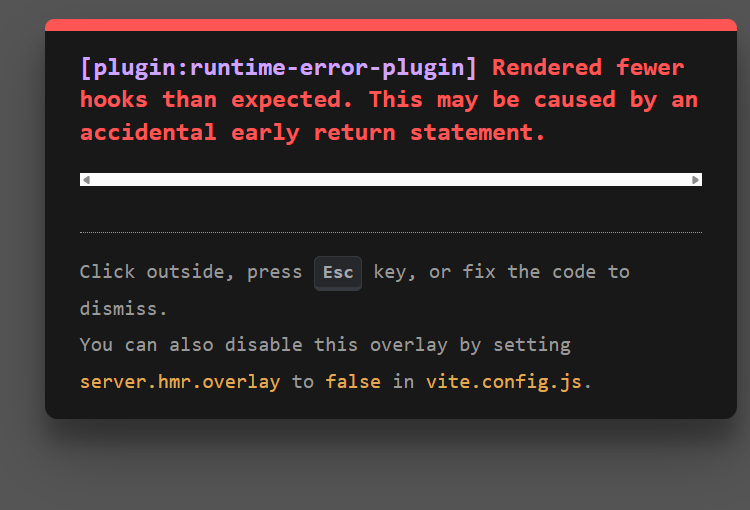 [plugin:runtime-error-plugin] Rendered fewer
hooks than expected. This may be caused by an
accidental early return statement.
Click outside, press Esc key, or fix the code to
dismiss.
You can also disable this overlay by setting
server.hmr.overlay to false in vite.config.js.